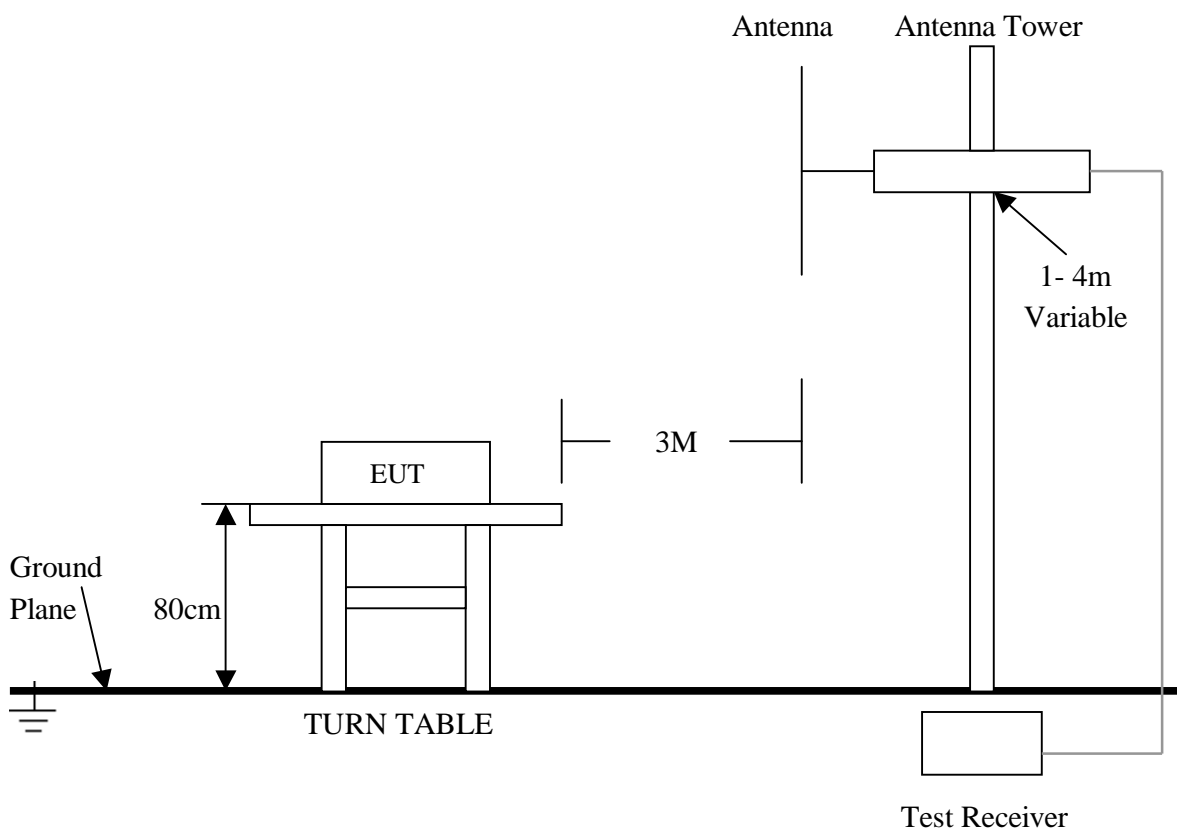 Antenna
Antenna Tower
1- 4m
Variable
3M
EUT
Ground
Plane
80cm
TURN TABLE
Test Receiver